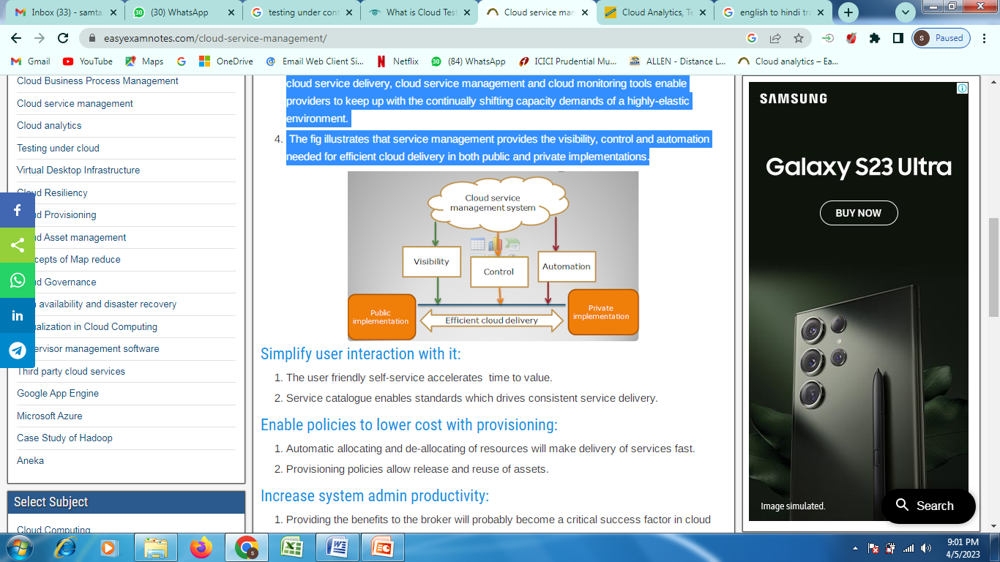 Inbox (33) - samta
(30) WhatsApp
testing under cont
What is Cloud Test
Cloud service man
Cloud Analytics, Te
english to hindi tra
easyexamnotes.com/cloud-service-management/
S
Paused
Gmail
YouTube
Maps
OneDrive
Email Web Client Si...
Netflix
(84) WhatsApp
ICICI Prudential Mu...
ALLEN - Distance L...
Cloud analytics – Ea...
Cloud Business Process Management
Cloud service management
Cloud analytics
Testing under cloud
Virtual Desktop Infrastructure
Cloud Resiliency
d Provisioning
d Asset management
cepts of Map reduce
d Governance
availability and disaster recovery
ualization in Cloud Computing
ervisor management software
Third party cloud services
Google App Engine
Microsoft Azure
Case Study of Hadoop
Aneka
Select Subject
Cloud Computing
cloud service delivery, cloud service management and cloud monitoring tools enable
providers to keep up with the continually shifting capacity demands of a highly-elastic
environment.
4. The fig illustrates that service management provides the visibility, control and automation
needed for efficient cloud delivery in both public and private implementations.
Cloud service
management system
Visibility
Control
Automation
Public
implementation
Efficient cloud delivery
Private
implementation
Simplify user interaction with it:
1. The user friendly self-service accelerates  time to value.
2. Service catalogue enables standards which drives consistent service delivery.
Enable policies to lower cost with provisioning:
1. Automatic allocating and de-allocating of resources will make delivery of services fast.
2. Provisioning policies allow release and reuse of assets.
Increase system admin productivity:
1. Providing the benefits to the broker will probably become a critical success factor in cloud
SAMSUNG
Galaxy S23 Ultra
BUY NOW
Image simulated.
Search
9:01 PM
4/5/2023